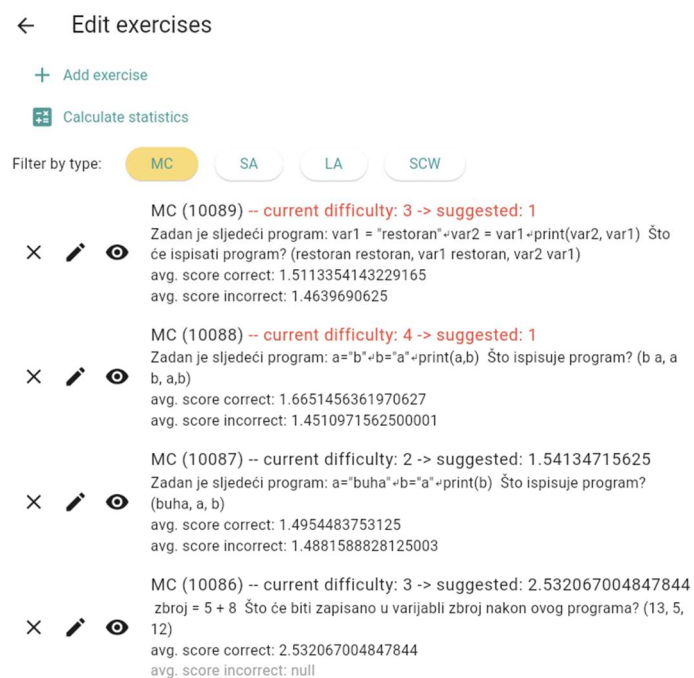 Edit exercises
Add exercise
Calculate statistics
Filter by type: MC SA LA SCW
MC (10089) -- current difficulty: 3 -> suggested: 1
Zadan je sljedeći program: var1 = "restoran"↵var2 = var1↵print(var2, var1) Što
će ispisati program? (restoran restoran, var1 restoran, var2 var1)
avg. score correct: 1.5113354143229165
avg. score incorrect: 1.4639690625
MC (10088) -- current difficulty: 4 -> suggested: 1
Zadan je sljedeći program: a="b"↵b="a"↵print(a,b) Što ispisuje program? (b a, a
b, a,b)
avg. score correct: 1.6651456361970627
avg. score incorrect: 1.4510971562500001
MC (10087) -- current difficulty: 2 -> suggested: 1.54134715625
Zadan je sljedeći program: a="buha"↵b="a"↵print(b) Što ispisuje program?
(buha, a, b)
avg. score correct: 1.4954483753125
avg. score incorrect: 1.4881588828125003
MC (10086) -- current difficulty: 3 -> suggested: 2.532067004847844
zbroj = 5 + 8 Što će biti zapisano u varijabli zbroj nakon ovog programa? (13, 5,
12)
avg. score correct: 2.532067004847844
avg. score incorrect: null